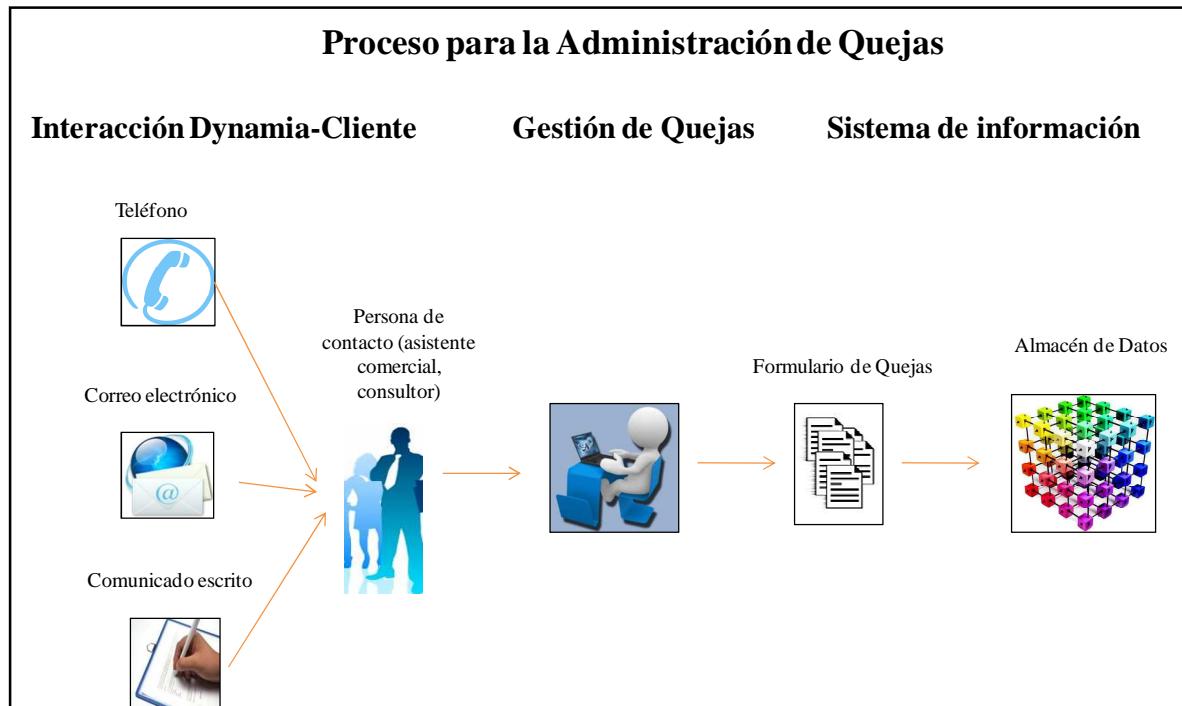 Proceso para la Administración de Quejas
Interacción Dynamia-Cliente
Gestión de Quejas
Sistema de información
Teléfono
Persona de
contacto (asistente
comercial,
consultor)
Formulario de Quejas
Almacén de Datos
Correo electrónico
@
Comunicado escrito